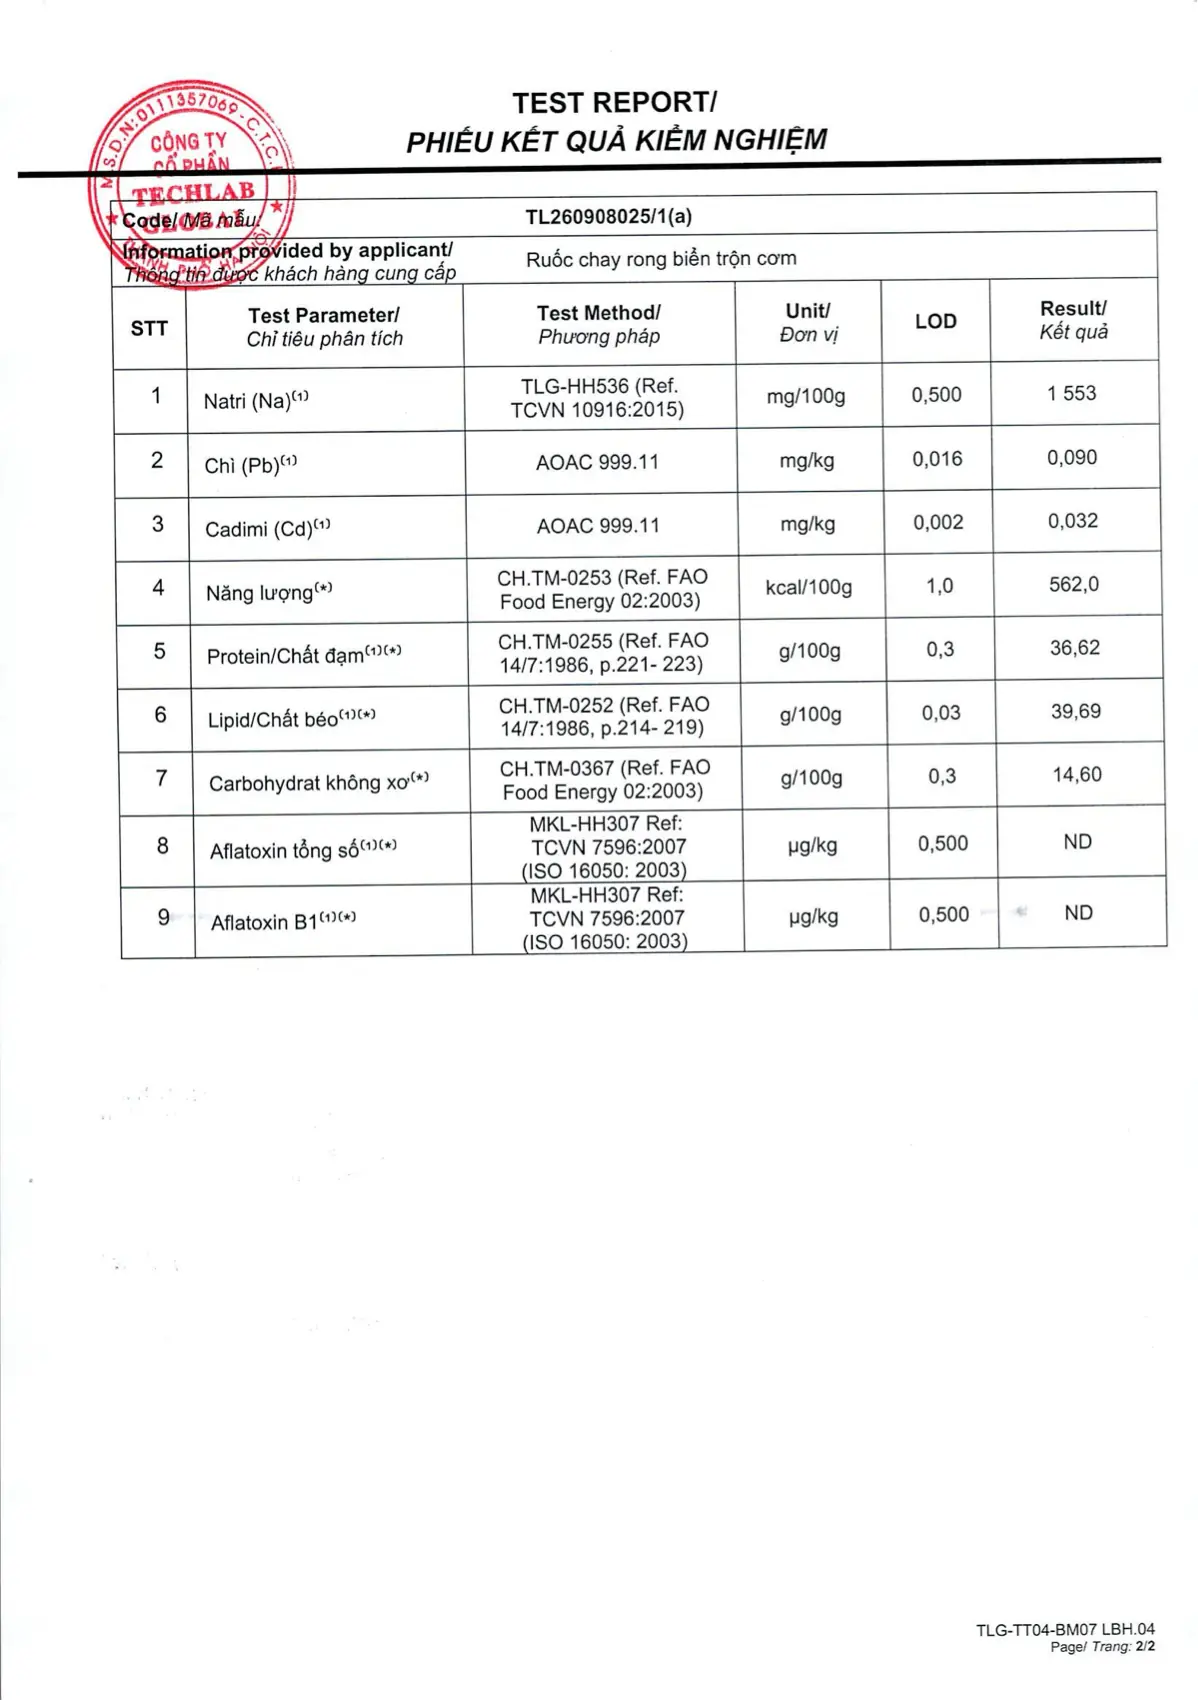 TEST REPORT/
PHIẾU KẾT QUẢ KIỂM NGHIỆM
M.S.D.N:0111357069-C.T.C.P
CÔNG TY
CỔ PHẦN
TECHLAB
GLOBAL
THÀNH PHỐ HÀ NỘI
Code/ Mã mẫu: TL260908025/1(a)
Information provided by applicant/
Thông tin được khách hàng cung cấp
Ruốc chay rong biển trộn cơm
STT Test Parameter/ Test Method/ Unit/ LOD Result/
Chỉ tiêu phân tích Phương pháp Đơn vị Kết quả
1 Natri (Na)(1) TLG-HH536 (Ref. mg/100g 0,500 1 553
TCVN 10916:2015)
2 Chì (Pb)(1) AOAC 999.11 mg/kg 0,016 0,090
3 Cadimi (Cd)(1) AOAC 999.11 mg/kg 0,002 0,032
4 Năng lượng(*) CH.TM-0253 (Ref. FAO kcal/100g 1,0 562,0
Food Energy 02:2003)
5 Protein/Chất đạm(1)(*) CH.TM-0255 (Ref. FAO g/100g 0,3 36,62
14/7:1986, p.221- 223)
6 Lipid/Chất béo(1)(*) CH.TM-0252 (Ref. FAO g/100g 0,03 39,69
14/7:1986, p.214- 219)
7 Carbohydrat không xơ(*) CH.TM-0367 (Ref. FAO g/100g 0,3 14,60
Food Energy 02:2003)
8 Aflatoxin tổng số(1)(*) MKL-HH307 Ref: µg/kg 0,500 ND
TCVN 7596:2007
(ISO 16050: 2003)
9 Aflatoxin B1(1)(*) MKL-HH307 Ref: µg/kg 0,500 ND
TCVN 7596:2007
(ISO 16050: 2003)
TLG-TT04-BM07 LBH.04
Page/ Trang: 2/2